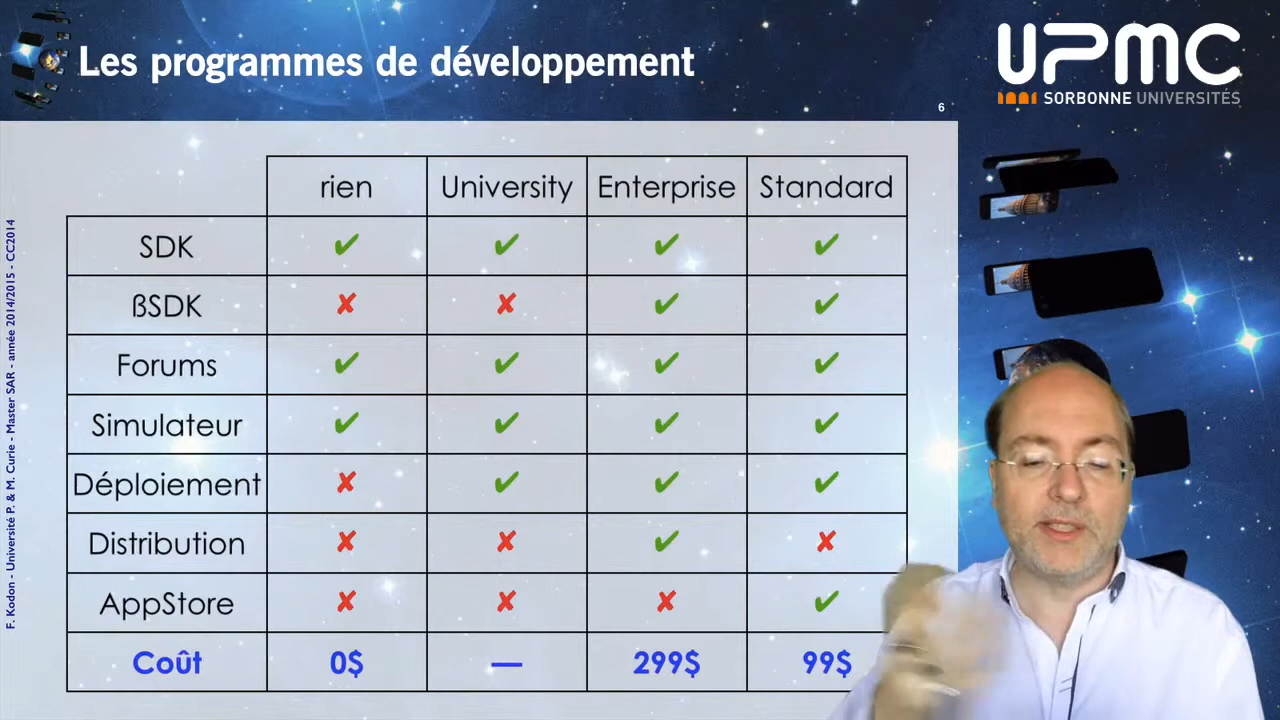 Les programmes de développement
UPMC
SORBONNE UNIVERSITÉS
6
rien University Enterprise Standard
SDK ✔ ✔ ✔ ✔
ßSDK ✘ ✘ ✔ ✔
Forums ✔ ✔ ✔ ✔
Simulateur ✔ ✔ ✔ ✔
Déploiement ✘ ✔ ✔ ✔
Distribution ✘ ✘ ✔ ✘
AppStore ✘ ✘ ✘ ✔
Coût 0$ — 299$ 99$
F. Kodon - Université P. & M. Curie - Master SAR - année 2014/2015 - CC2014